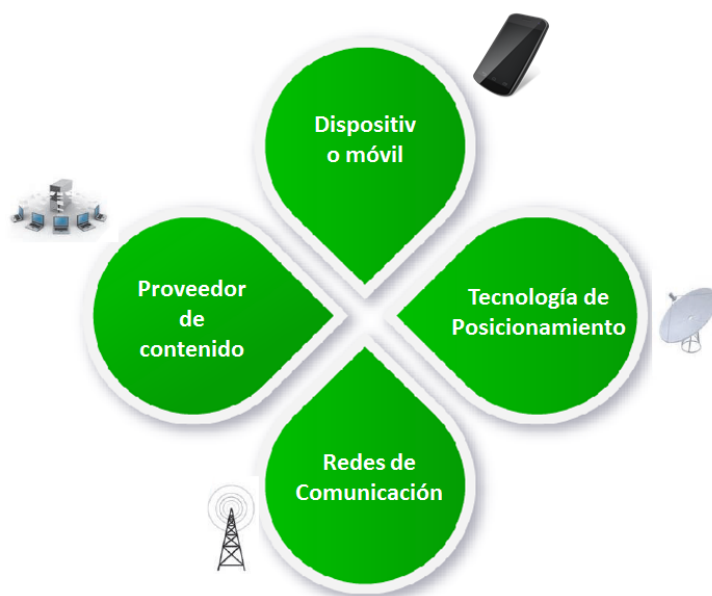 Dispositiv
o móvil
Proveedor
de
contenido
Tecnología de
Posicionamiento
Redes de
Comunicación